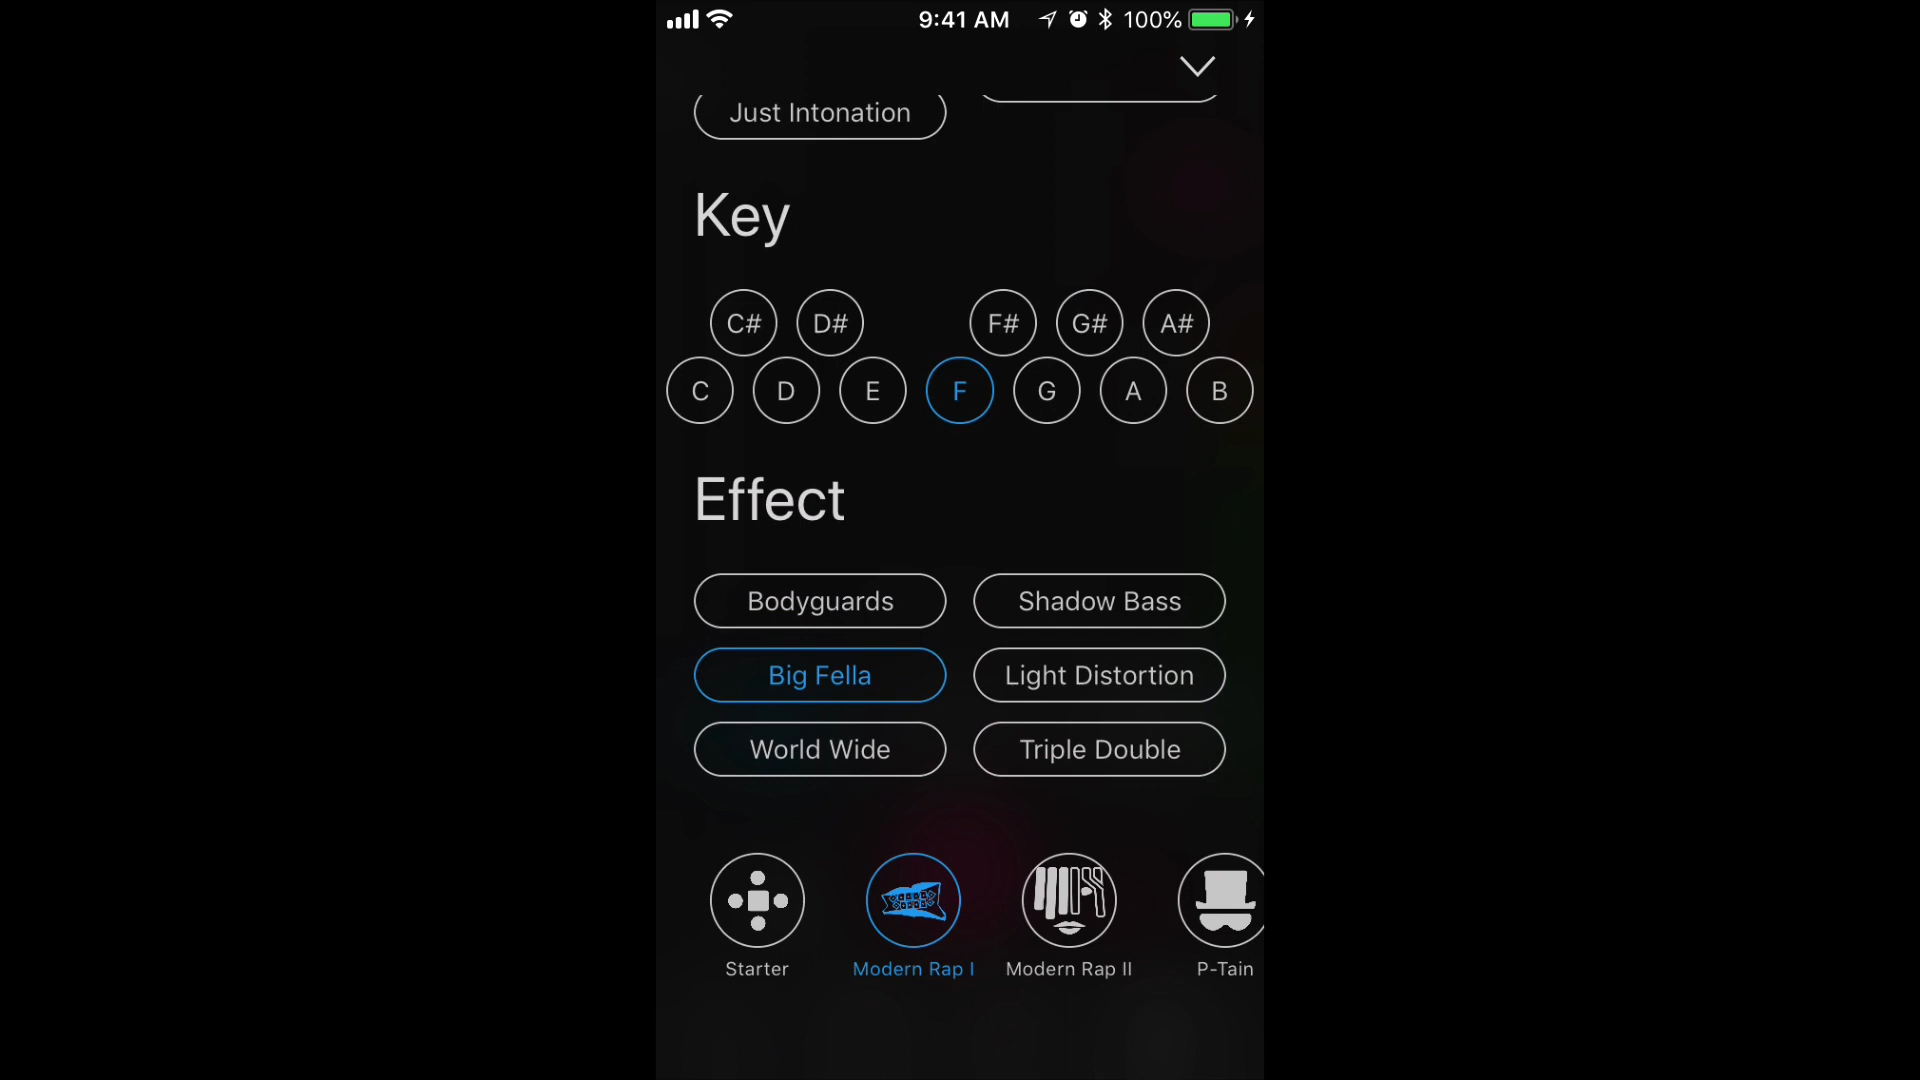 9:41 AM 100%
Just Intonation
Key
C# D# F# G# A#
C D E F G A B
Effect
Bodyguards Shadow Bass
Big Fella Light Distortion
World Wide Triple Double
Starter Modern Rap I Modern Rap II P-Tain